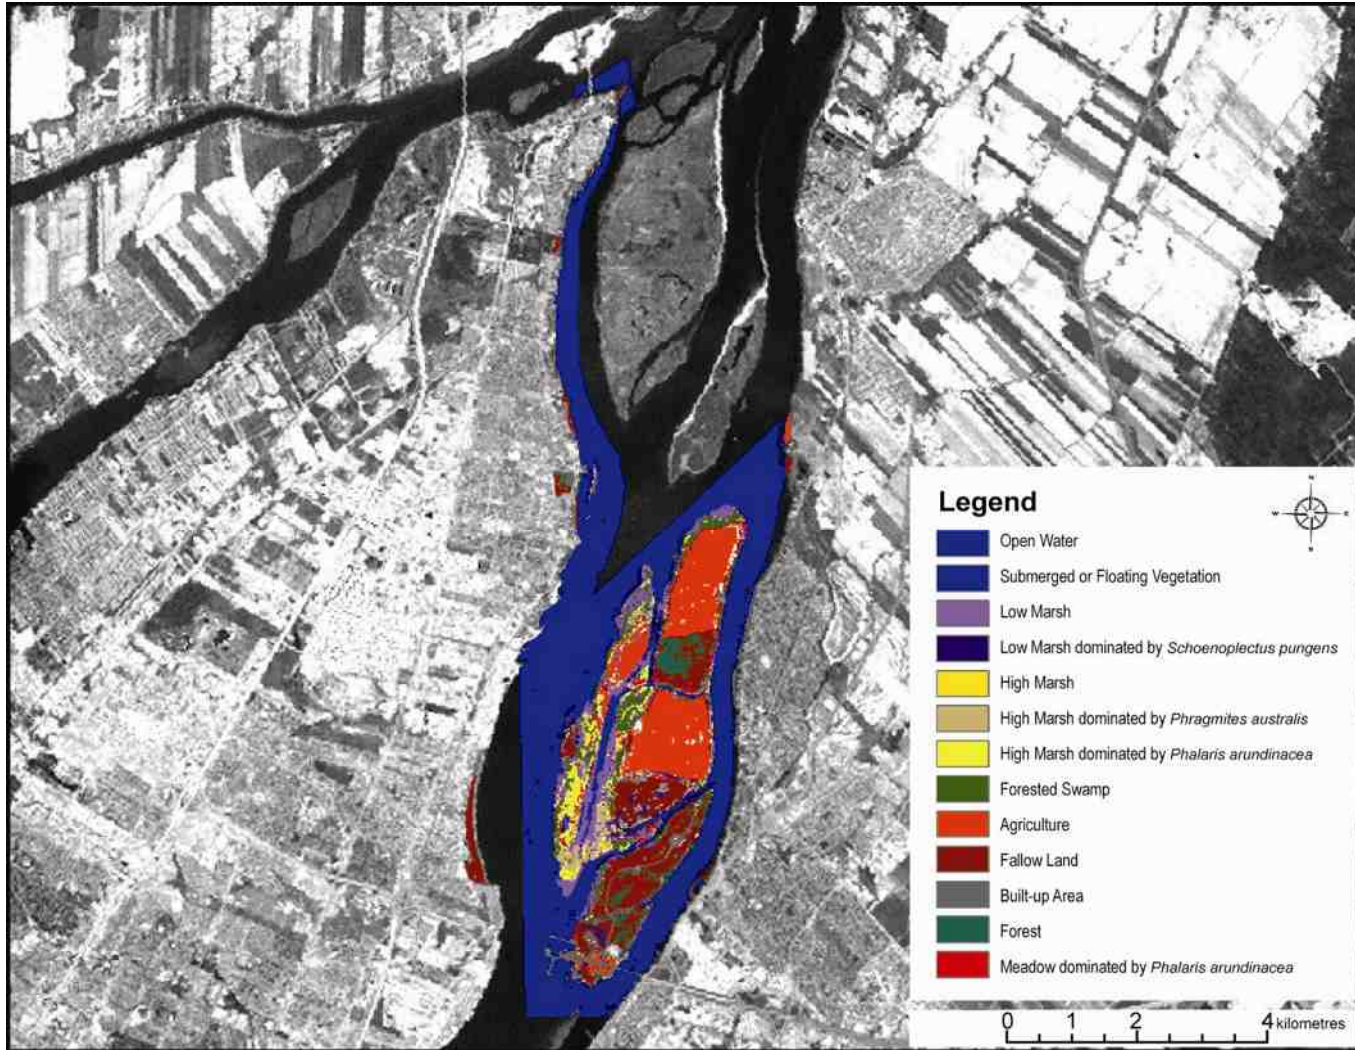 Legend
N
W E
S
Open Water
Submerged or Floating Vegetation
Low Marsh
Low Marsh dominated by Schoenoplectus pungens
High Marsh
High Marsh dominated by Phragmites australis
High Marsh dominated by Phalaris arundinacea
Forested Swamp
Agriculture
Fallow Land
Built-up Area
Forest
Meadow dominated by Phalaris arundinacea
0 1 2 4 kilometres